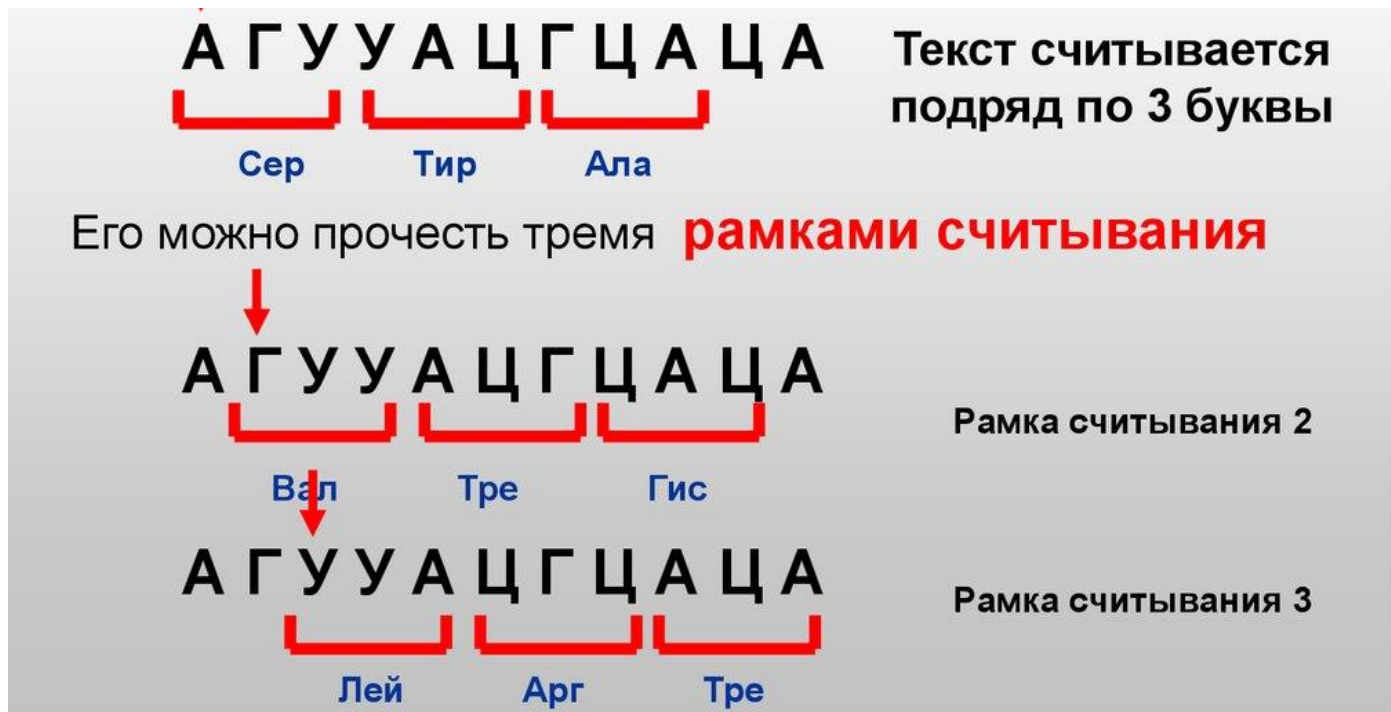 А Г У У А Ц Г Ц А Ц А
Текст считывается
подряд по 3 буквы
Сер Тир Ала
Его можно прочесть тремя рамками считывания
А Г У У А Ц Г Ц А Ц А
Рамка считывания 2
Вал Тре Гис
А Г У У А Ц Г Ц А Ц А
Рамка считывания 3
Лей Арг Тре